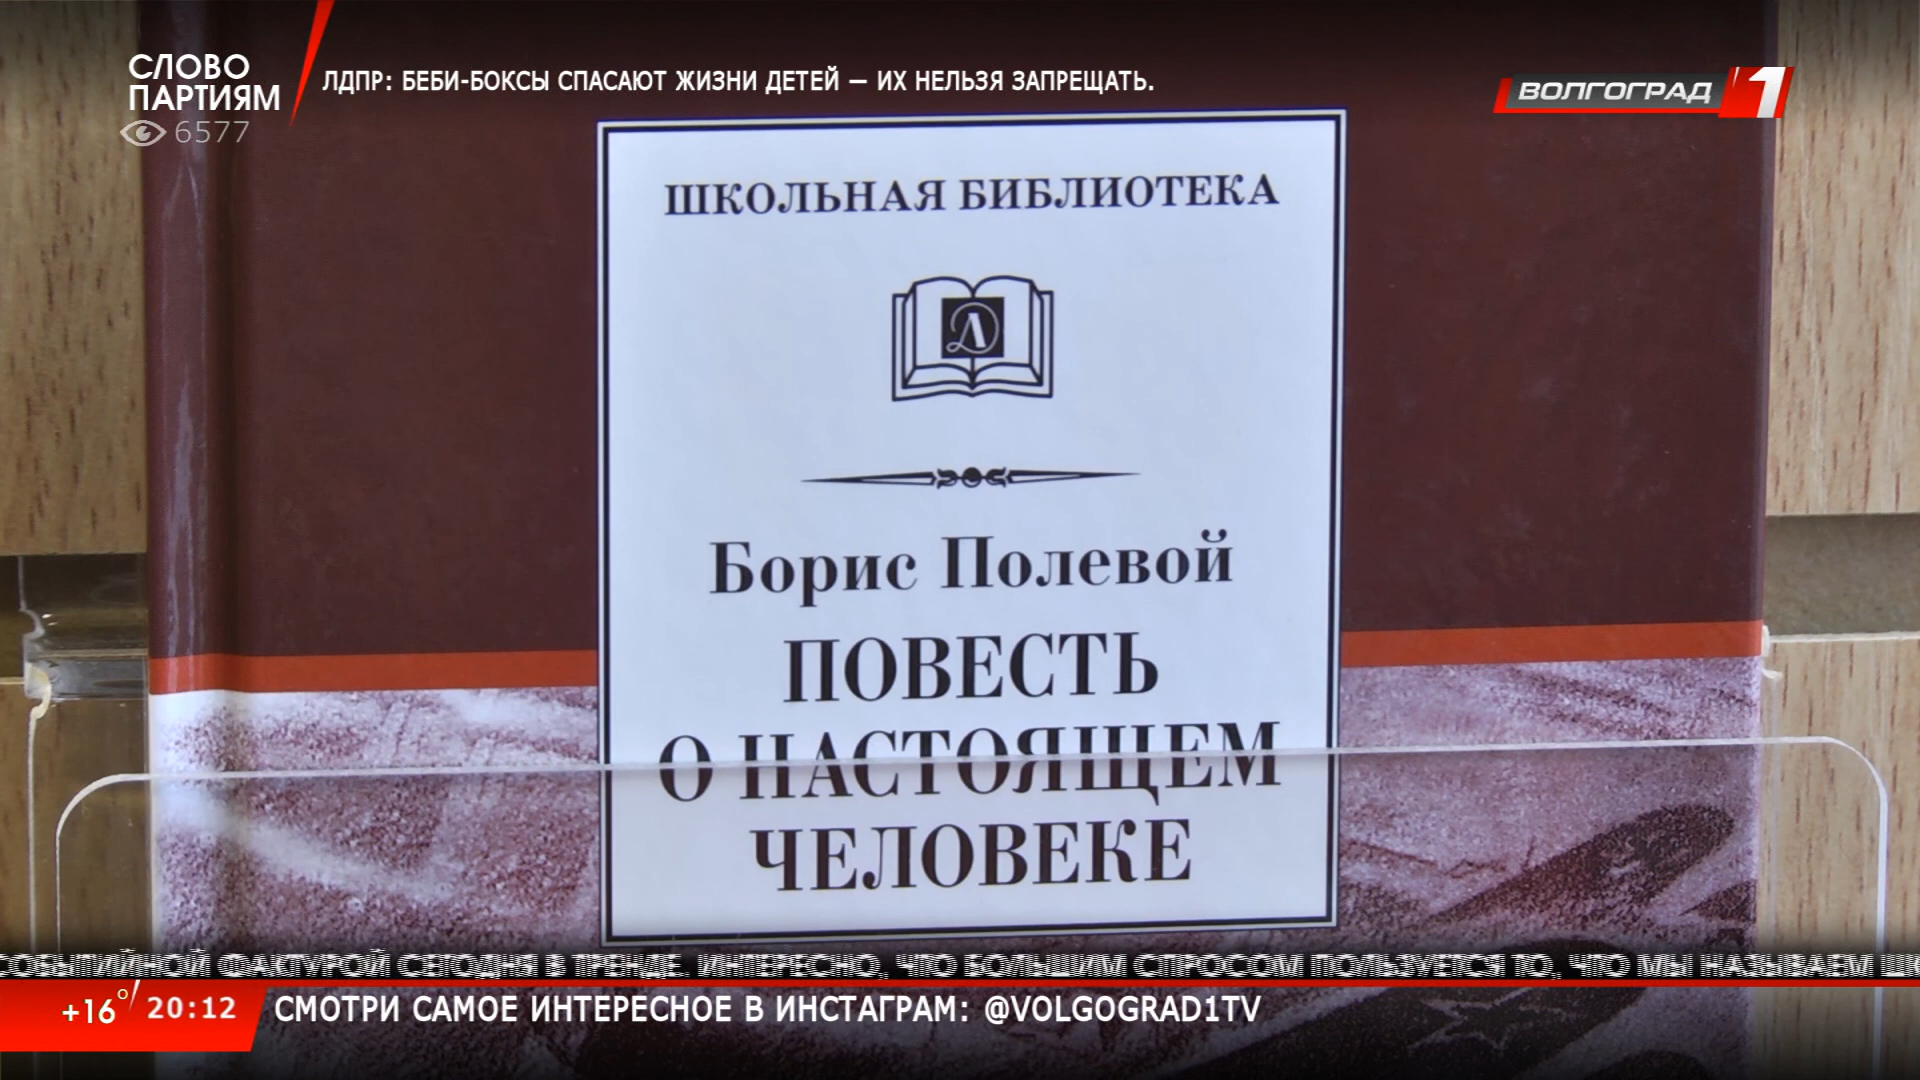 СЛОВО
ПАРТИЯМ
6577
ЛДПР: БЕБИ-БОКСЫ СПАСАЮТ ЖИЗНИ ДЕТЕЙ — ИХ НЕЛЬЗЯ ЗАПРЕЩАТЬ.
ВОЛГОГРАД 1
ШКОЛЬНАЯ БИБЛИОТЕКА
ДЛ
Борис Полевой
ПОВЕСТЬ
О НАСТОЯЩЕМ
ЧЕЛОВЕКЕ
СОБЫТИЙНОЙ ФАКТУРОЙ СЕГОДНЯ В ТРЕНДЕ. ИНТЕРЕСНО, ЧТО БОЛЬШИМ СПРОСОМ ПОЛЬЗУЕТСЯ ТО, ЧТО МЫ НАЗЫВАЕМ
+16° 20:12 СМОТРИ САМОЕ ИНТЕРЕСНОЕ В ИНСТАГРАМ: @VOLGOGRAD1TV